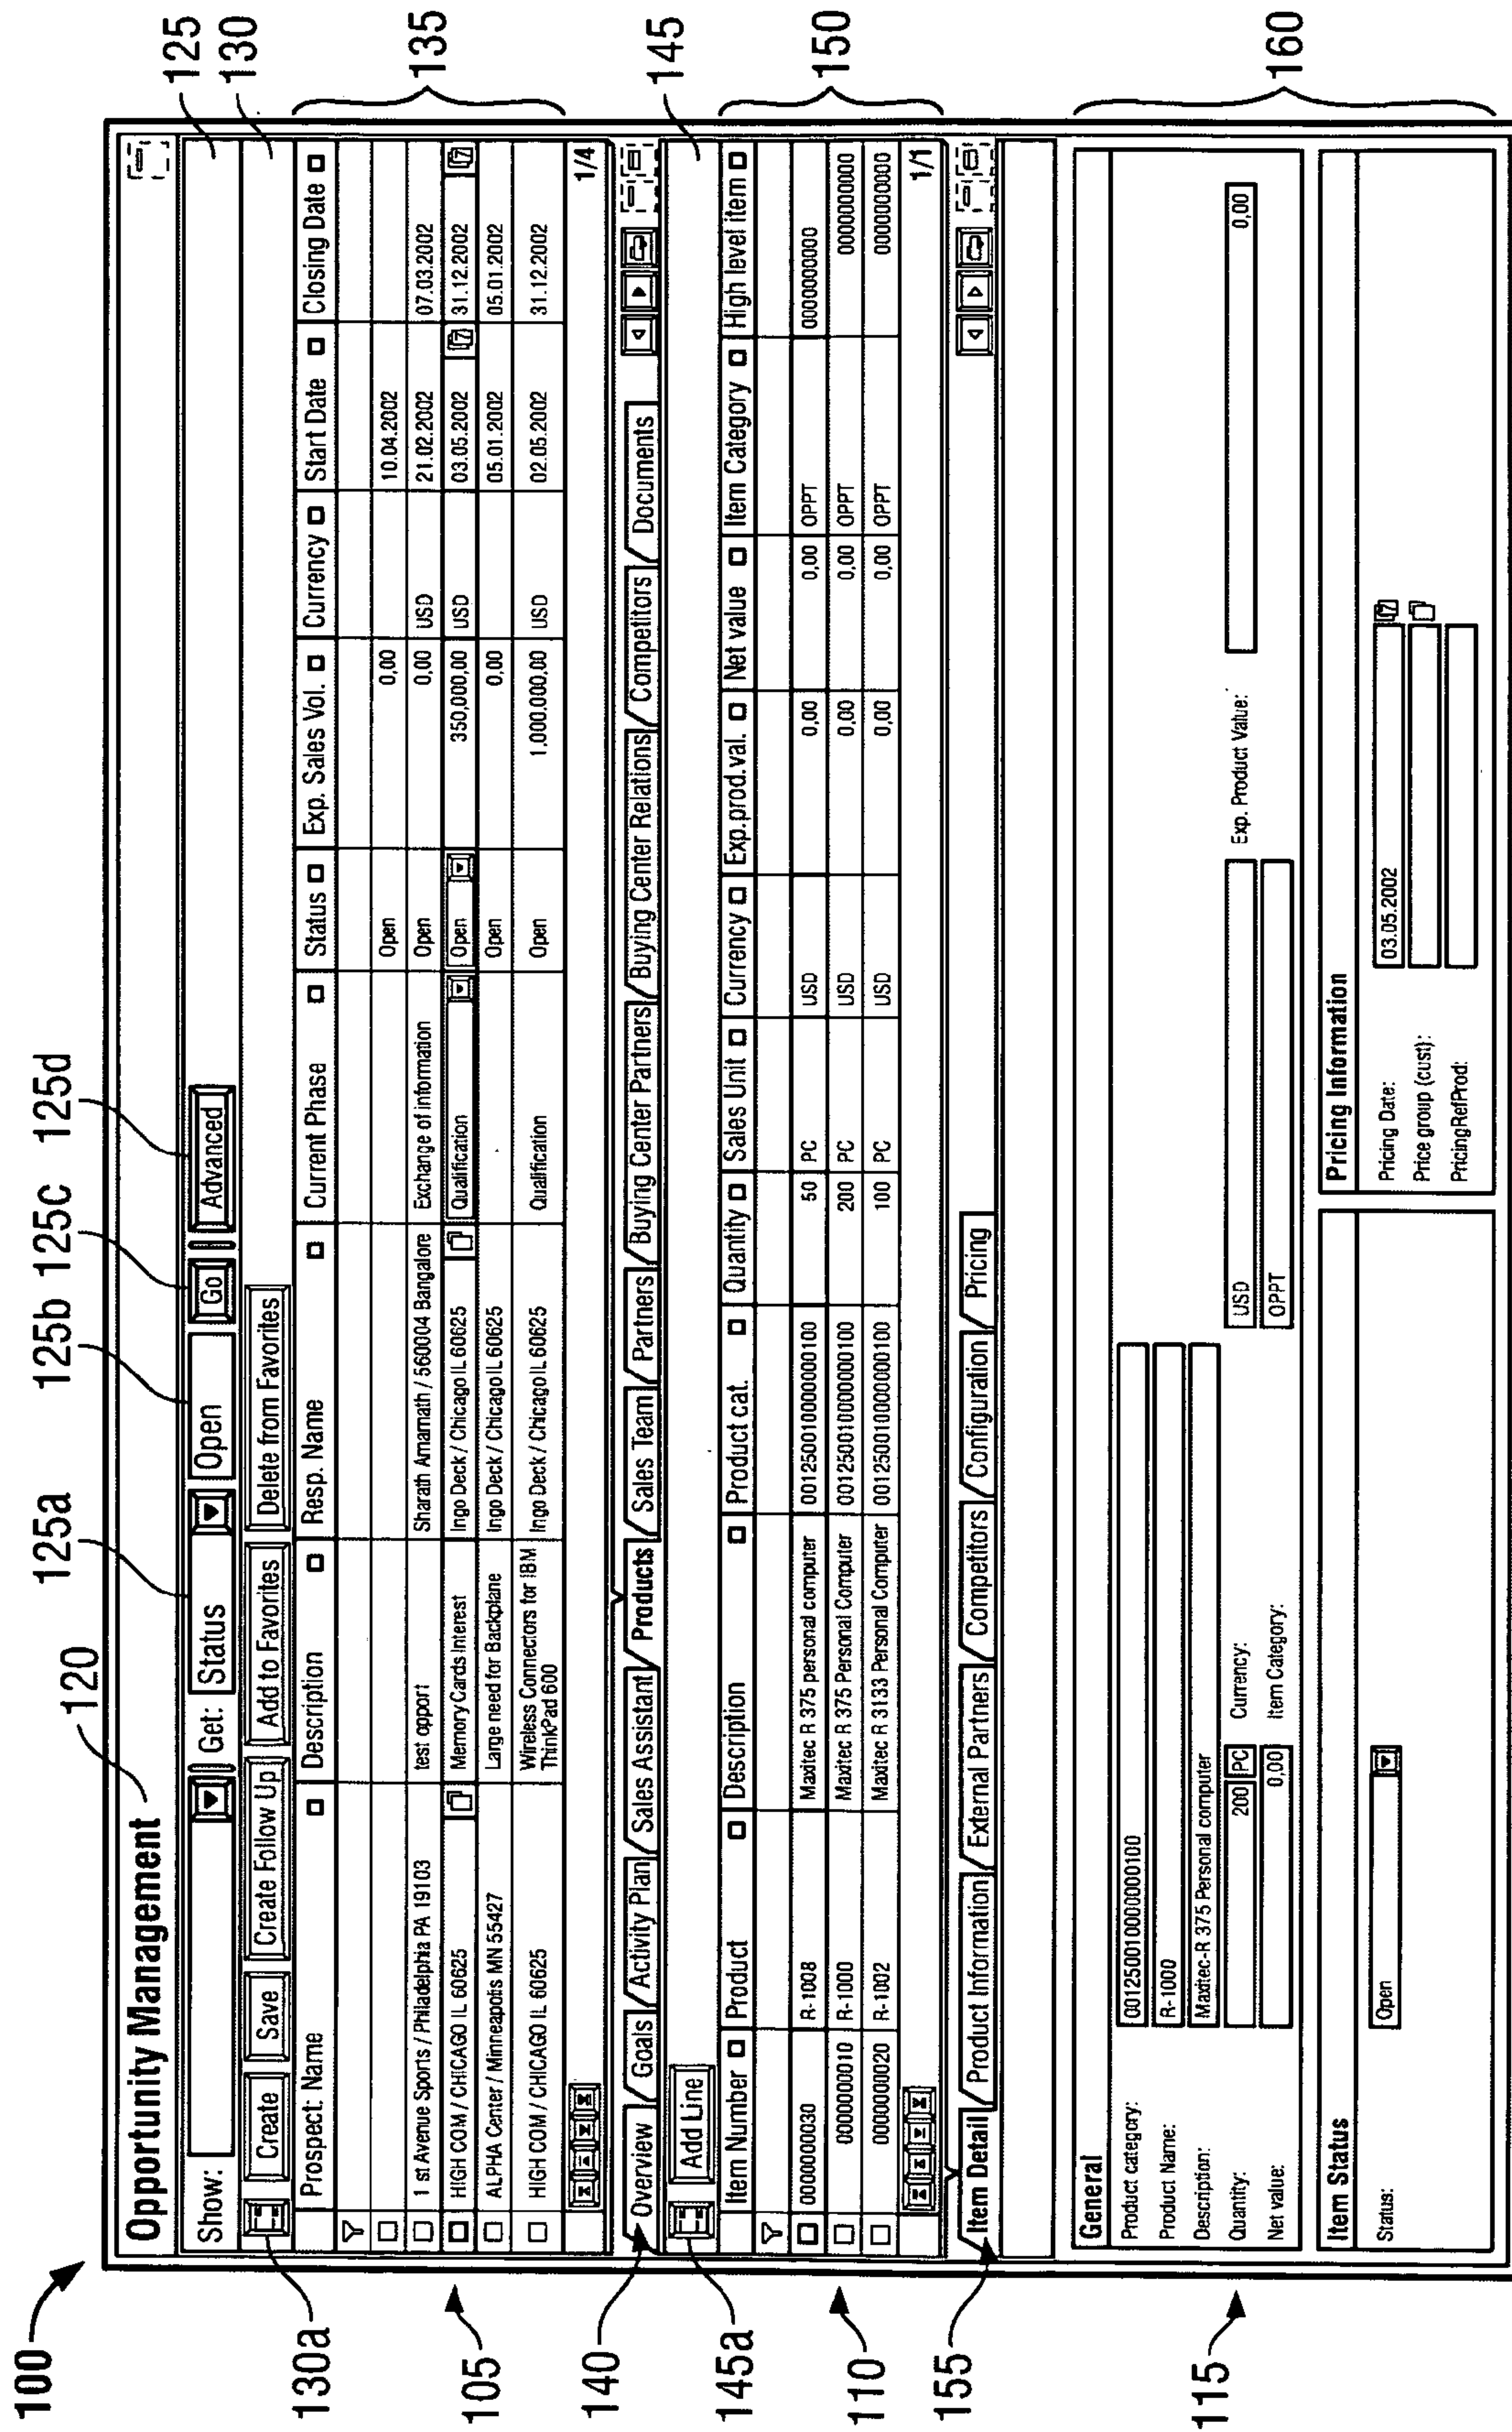 100
120
125a
125b
125c
125d
125
130
130a
105
135
140
145
145a
110
150
155
115
160
Opportunity Management
Show: Get: Status Open Go Advanced
Create Save Create Follow Up Add to Favorites Delete from Favorites
Prospect: Name Description Resp. Name Current Phase Status Exp. Sales Vol. Currency Start Date Closing Date
Open 0,00 10.04.2002
1 st Avenue Sports / Philadelphia PA 19103 test opport Sharath Amarnath / 560004 Bangalore Exchange of information Open 0,00 USD 21.02.2002 07.03.2002
HIGH COM / CHICAGO IL 60625 Memory Cards Interest Ingo Deck / Chicago IL 60625 Qualification Open 350,000,00 USD 03.05.2002 31.12.2002
ALPHA Center / Minneapolis MN 55427 Large need for Backplane Ingo Deck / Chicago IL 60625 Open 0,00 05.01.2002 05.01.2002
HIGH COM / CHICAGO IL 60625 Wireless Connectors for IBM ThinkPad 600 Ingo Deck / Chicago IL 60625 Qualification Open 1.000.000,00 USD 02.05.2002 31.12.2002
1/4
Overview Goals Activity Plan Sales Assistant Products Sales Team Partners Buying Center Partners Buying Center Relations Competitors Documents
Add Line
Item Number Product Description Product cat. Quantity Sales Unit Currency Exp.prod.val. Net value Item Category High level item
0000000030 R-1008 Maxitec R 375 personal computer 00125001000000000100 50 PC USD 0,00 0,00 OPPT 0000000000
0000000010 R-1000 Maxitec R 375 Personal Computer 00125001000000000100 200 PC USD 0,00 0,00 OPPT 0000000000
0000000020 R-1002 Maxitec R 3133 Personal Computer 00125001000000000100 100 PC USD 0,00 0,00 OPPT 0000000000
1/1
Item Detail Product Information External Partners Competitors Configuration Pricing
General
Product category: 00125001000000000100
Product Name: R-1000
Description: Maxitec-R 375 Personal computer
Quantity: 200 PC Currency: USD Exp. Product Value: 0,00
Net value: 0,00 Item Category: OPPT
Item Status
Status: Open
Pricing Information
Pricing Date: 03.05.2002
Price group (cust):
PricingRefProd: